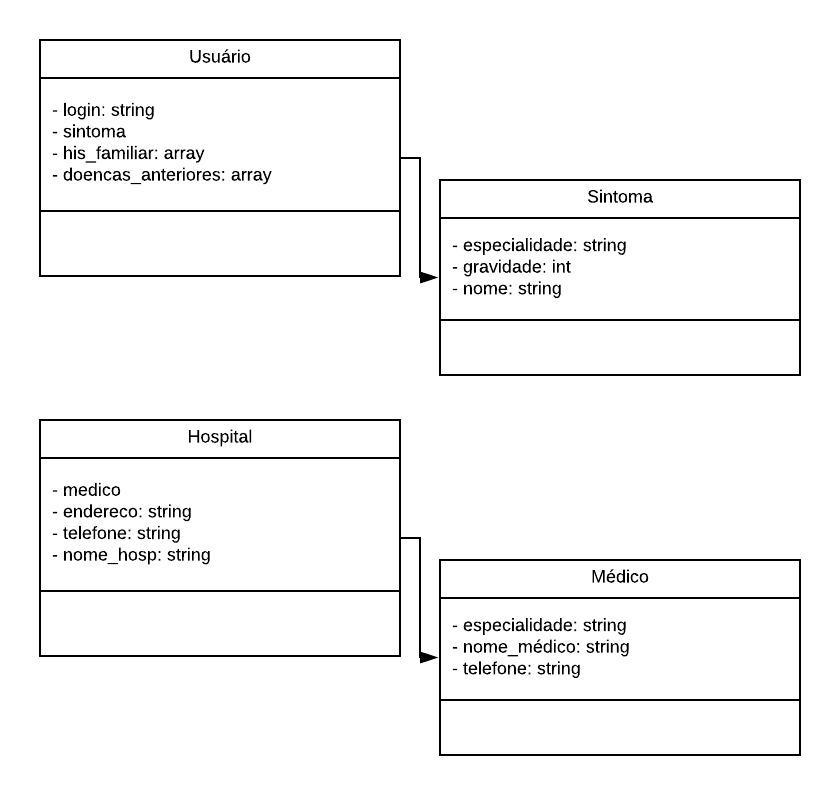 Usuário
- login: string
- sintoma
- his_familiar: array
- doencas_anteriores: array
Sintoma
- especialidade: string
- gravidade: int
- nome: string
Hospital
- medico
- endereco: string
- telefone: string
- nome_hosp: string
Médico
- especialidade: string
- nome_médico: string
- telefone: string